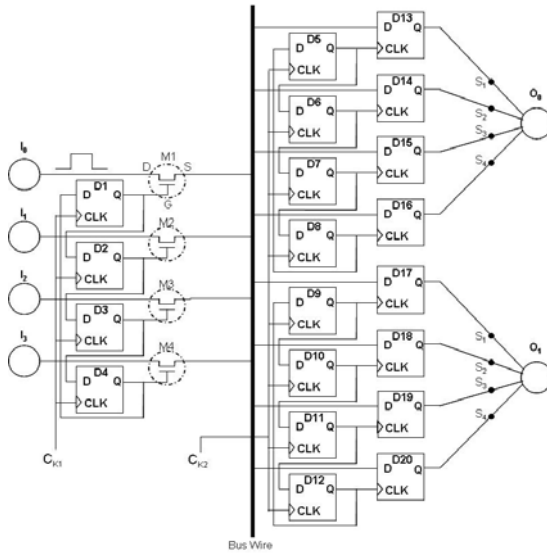 I0
I1
I2
I3
D1
D Q
CLK
D2
D Q
CLK
D3
D Q
CLK
D4
D Q
CLK
D M1 S
G
M2
M3
M4
CK1
CK2
Bus Wire
D5
D Q
CLK
D6
D Q
CLK
D7
D Q
CLK
D8
D Q
CLK
D9
D Q
CLK
D10
D Q
CLK
D11
D Q
CLK
D12
D Q
CLK
D13
D Q
CLK
D14
D Q
CLK
D15
D Q
CLK
D16
D Q
CLK
D17
D Q
CLK
D18
D Q
CLK
D19
D Q
CLK
D20
D Q
CLK
S1
S2
S3
S4
O0
S1
S2
S3
S4
O1